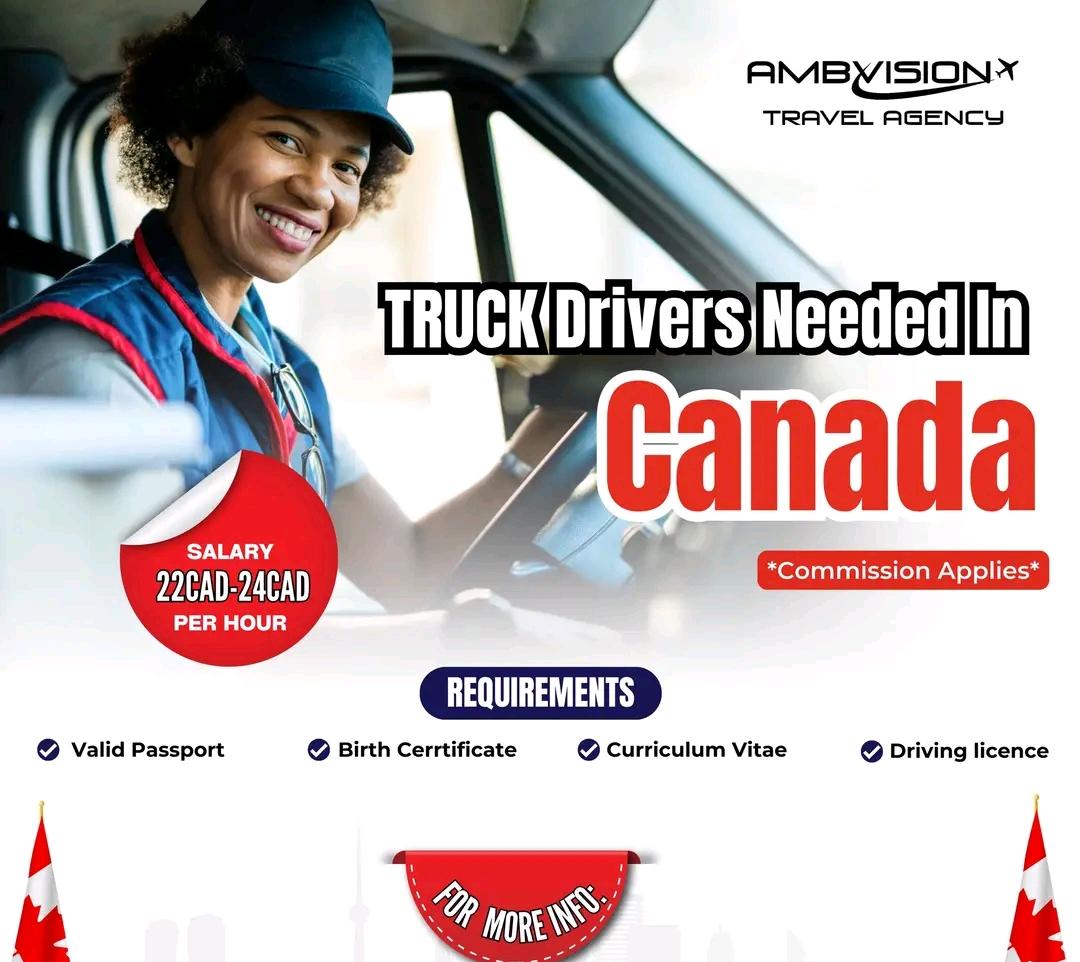 AMBVISION
TRAVEL AGENCY
TRUCK Drivers Needed In
Canada
*Commission Applies*
SALARY
22CAD-24CAD
PER HOUR
REQUIREMENTS
Valid Passport
Birth Cerrtificate
Curriculum Vitae
Driving licence
FOR MORE INFO: